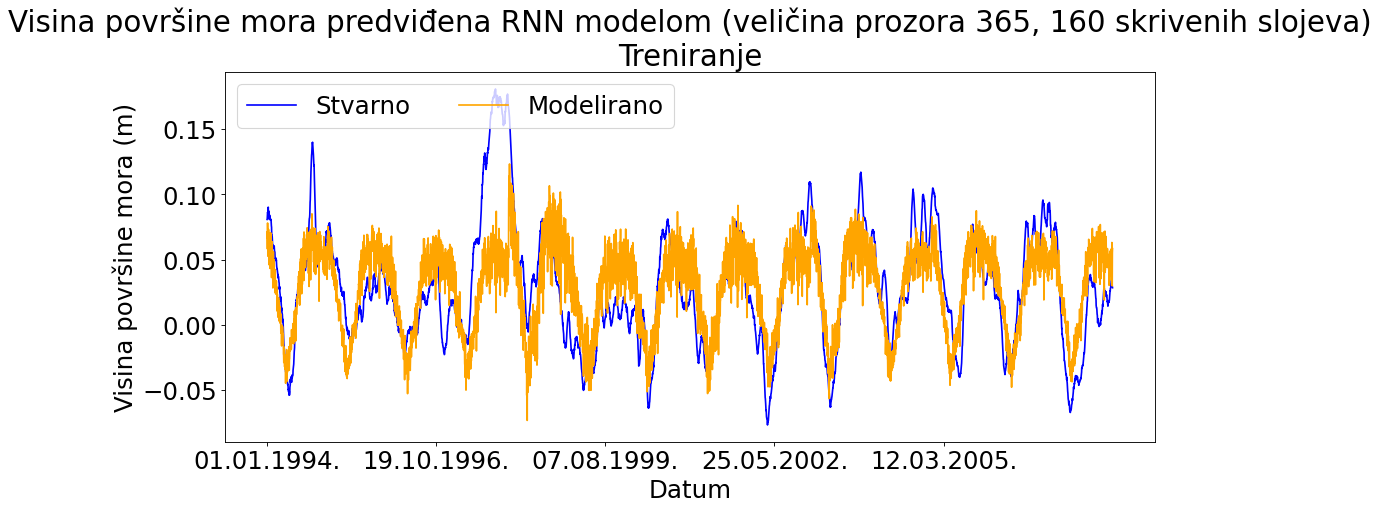 Visina površine mora predviđena RNN modelom (veličina prozora 365, 160 skrivenih slojeva)
Treniranje
Stvarno Modelirano
Visina površine mora (m)
0.15
0.10
0.05
0.00
−0.05
01.01.1994. 19.10.1996. 07.08.1999. 25.05.2002. 12.03.2005.
Datum